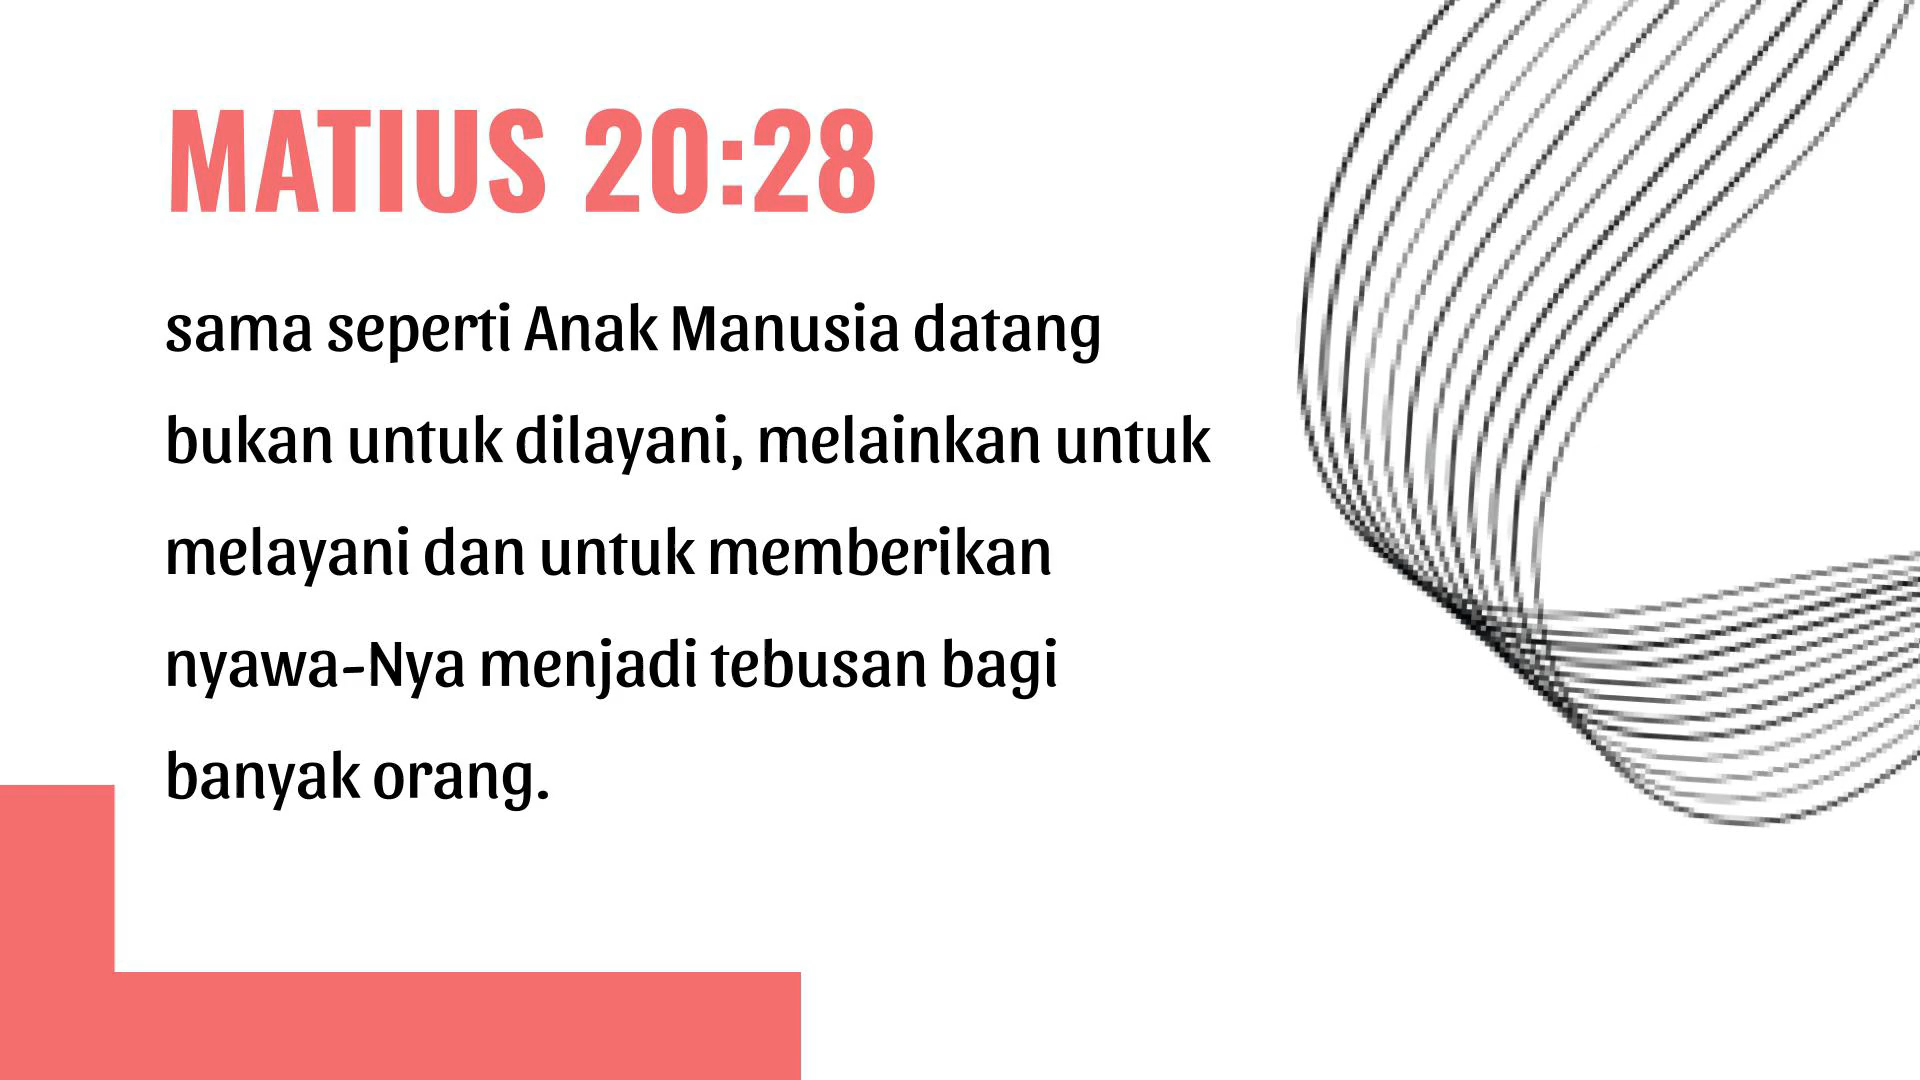 MATIUS 20:28
sama seperti Anak Manusia datang
bukan untuk dilayani, melainkan untuk
melayani dan untuk memberikan
nyawa-Nya menjadi tebusan bagi
banyak orang.